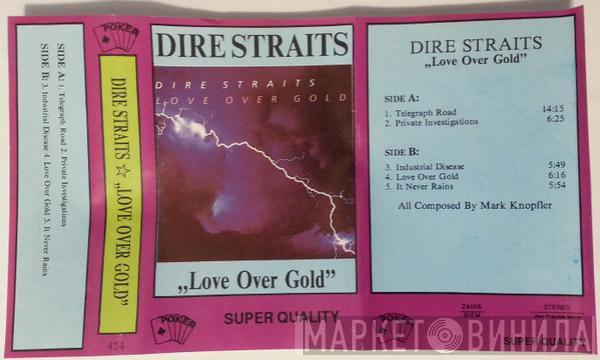 SIDE A: 1. Telegraph Road 2. Private Investigations
SIDE B: 3. Industrial Disease 4. Love Over Gold 5. It Never Rains
POKER
DIRE STRAITS ☆ „LOVE OVER GOLD”
424
POKER
DIRE STRAITS
DIRE STRAITS
LOVE OVER GOLD
„Love Over Gold”
POKER
SUPER QUALITY
DIRE STRAITS
„Love Over Gold”
SIDE A:
1. Telegraph Road 14:15
2. Private Investigations 6:25
SIDE B:
3. Industrial Disease 5:49
4. Love Over Gold 6:16
5. It Never Rains 5:54
All Composed By Mark Knopfler
POKER
ZAIKS
BIEM
STEREO
SUPER QUALITY
МАРКЕТ ВИНИЛА